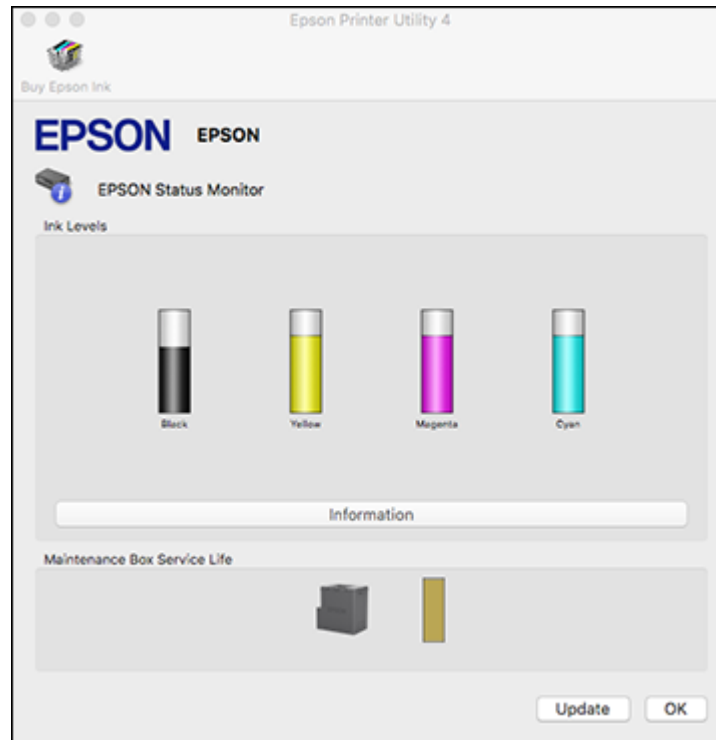 Epson Printer Utility 4
Buy Epson Ink
EPSON EPSON
EPSON Status Monitor
Ink Levels
Black Yellow Magenta Cyan
Information
Maintenance Box Service Life
Update OK